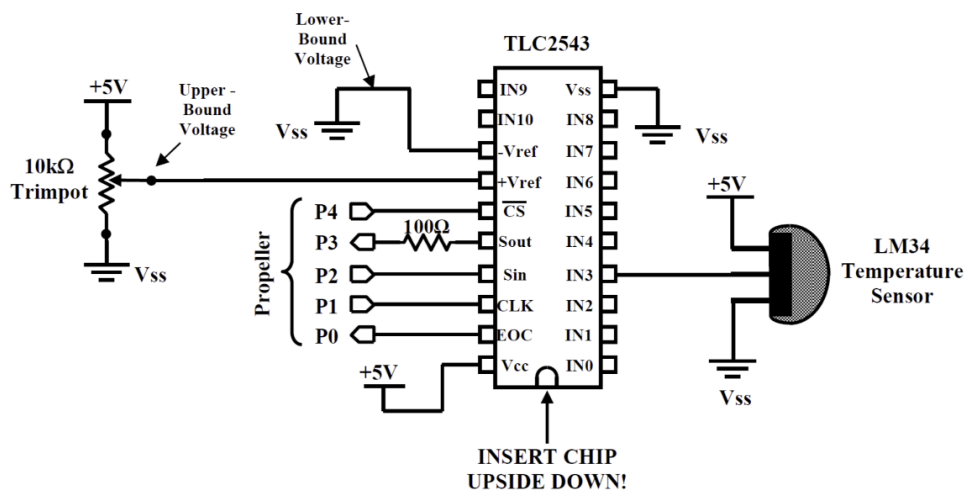 Lower-
Bound
Voltage
TLC2543
+5V
Upper -
Bound
Voltage
Vss
10kΩ
Trimpot
Vss
IN9
IN10
-Vref
+Vref
CS
Sout
Sin
CLK
EOC
Vcc
Vss
IN8
IN7
IN6
IN5
IN4
IN3
IN2
IN1
IN0
Vss
+5V
LM34
Temperature
Sensor
Vss
Propeller
P4
P3
100Ω
P2
P1
P0
+5V
INSERT CHIP
UPSIDE DOWN!